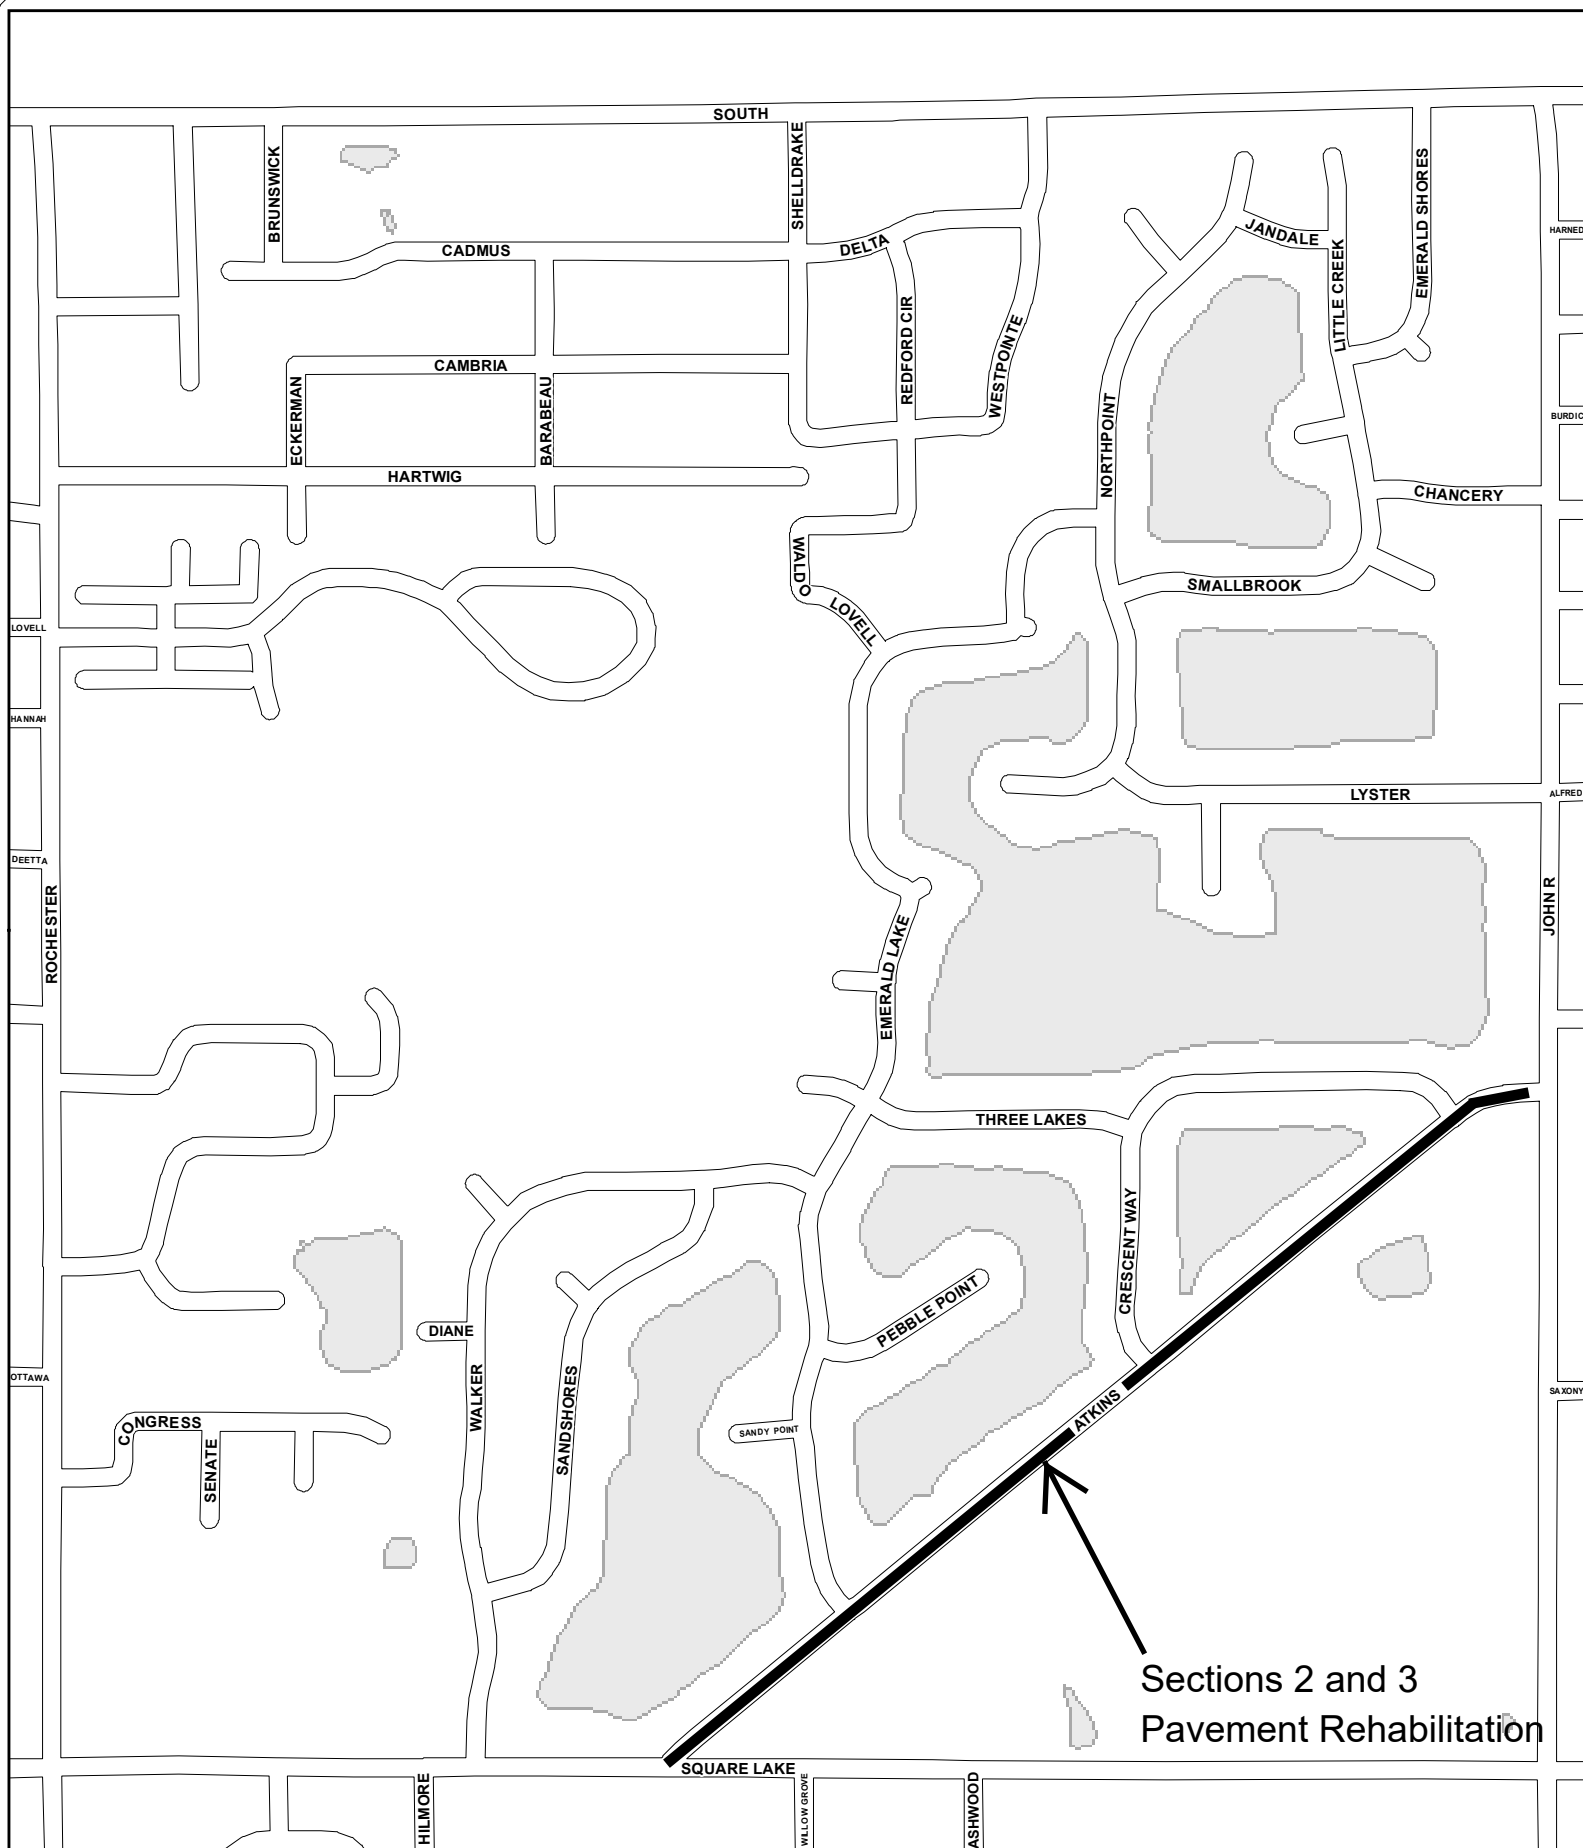 SOUTH
BRUNSWICK
SHELLDRAKE
EMERALD SHORES
HARNED
JANDALE
DELTA
CADMUS
LITTLE CREEK
REDFORD CIR
WESTPOINTE
CAMBRIA
ECKERMAN
BARABEAU
NORTHPOINT
BURDIC
HARTWIG
CHANCERY
WALDO
SMALLBROOK
LOVELL
LOVELL
HANNAH
LYSTER
ALFRED
DEETTA
ROCHESTER
JOHN R
EMERALD LAKE
THREE LAKES
CRESCENT WAY
PEBBLE POINT
DIANE
OTTAWA
WALKER
SANDSHORES
SAXONY
ATKINS
CONGRESS
SANDY POINT
SENATE
Sections 2 and 3
Pavement Rehabilitation
SQUARE LAKE
HILMORE
WILLOW GROVE
ASHWOOD